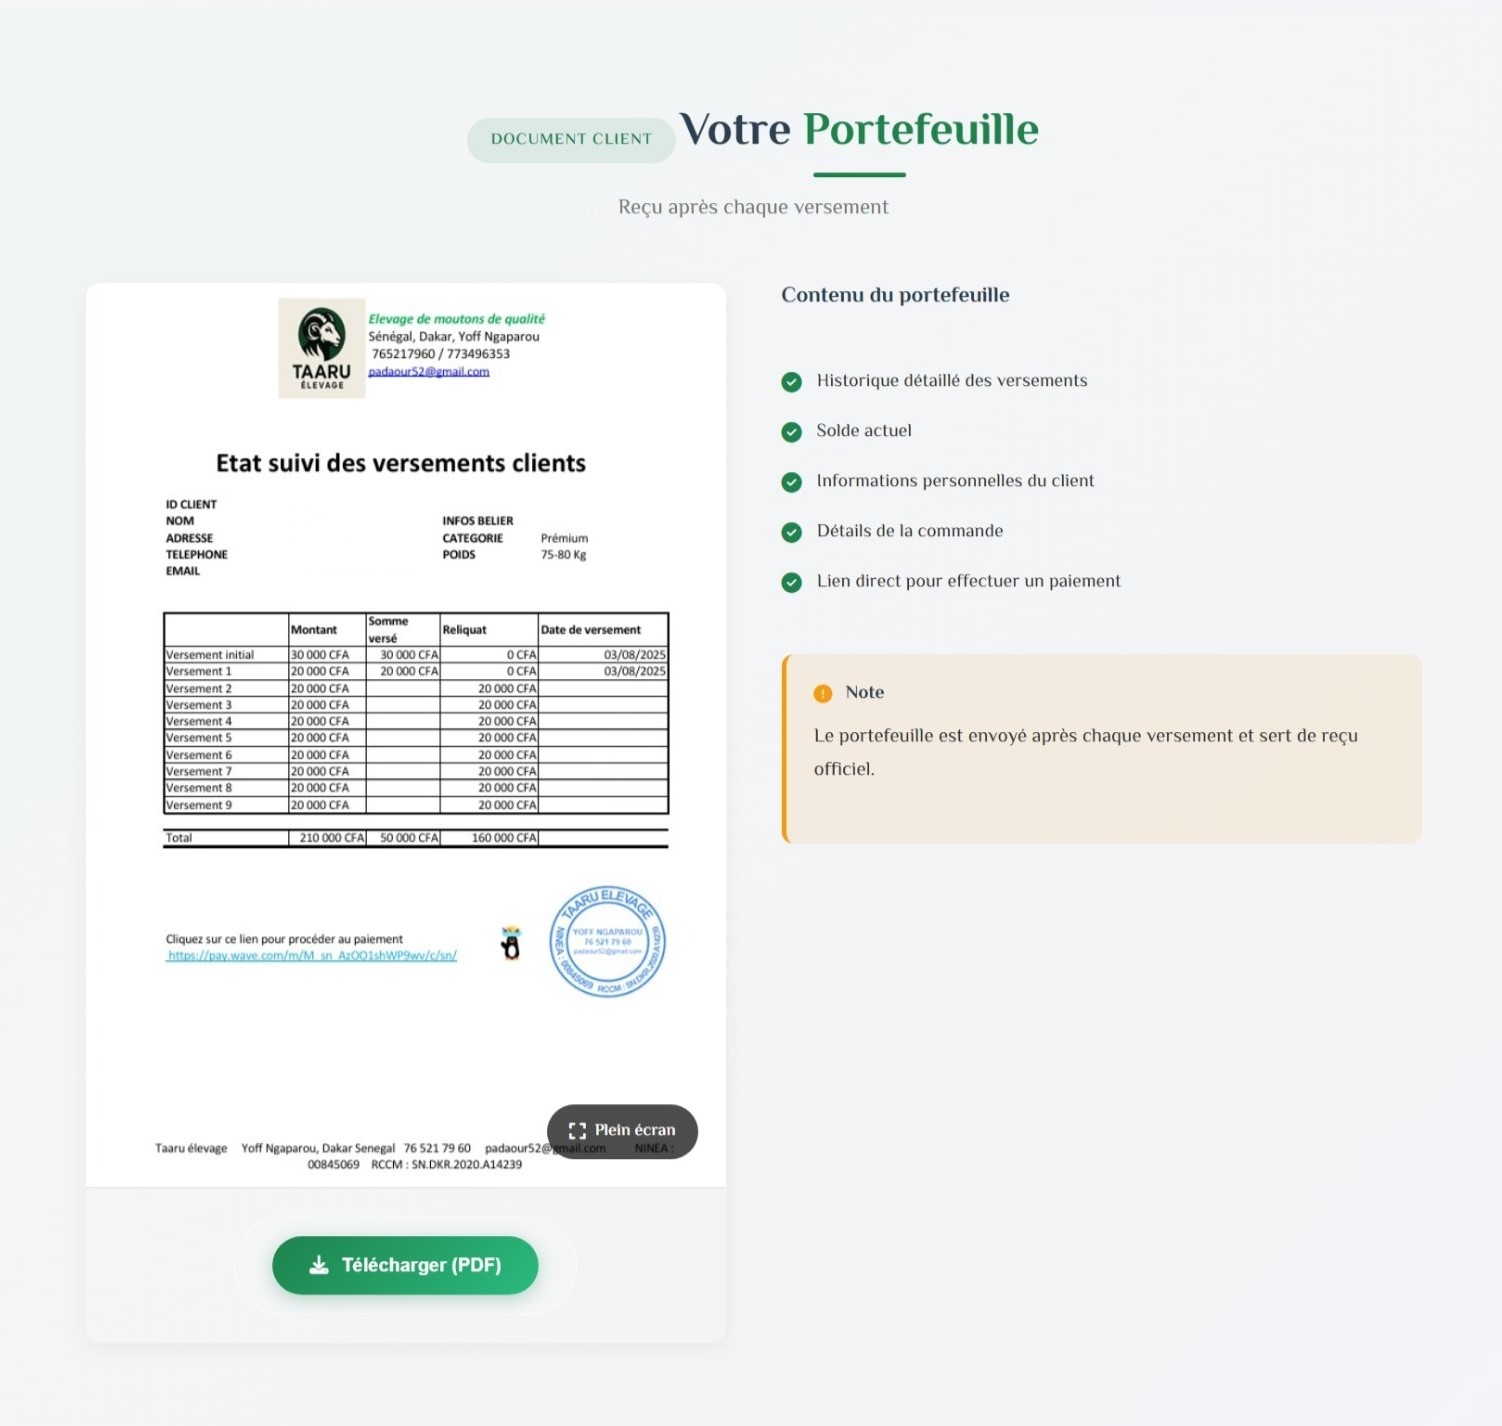 DOCUMENT CLIENT
Votre Portefeuille
Reçu après chaque versement
TAARU
ÉLEVAGE
Elevage de moutons de qualité
Sénégal, Dakar, Yoff Ngaparou
765217960 / 773496353
padaour52@gmail.com
Etat suivi des versements clients
ID CLIENT
NOM
ADRESSE
TELEPHONE
EMAIL
INFOS BELIER
CATEGORIE Prémium
POIDS 75-80 Kg
Montant Somme versé Reliquat Date de versement
Versement initial 30 000 CFA 30 000 CFA 0 CFA 03/08/2025
Versement 1 20 000 CFA 20 000 CFA 0 CFA 03/08/2025
Versement 2 20 000 CFA 20 000 CFA
Versement 3 20 000 CFA 20 000 CFA
Versement 4 20 000 CFA 20 000 CFA
Versement 5 20 000 CFA 20 000 CFA
Versement 6 20 000 CFA 20 000 CFA
Versement 7 20 000 CFA 20 000 CFA
Versement 8 20 000 CFA 20 000 CFA
Versement 9 20 000 CFA 20 000 CFA
Total 210 000 CFA 50 000 CFA 160 000 CFA
Cliquez sur ce lien pour procéder au paiement
https://pay.wave.com/m/M_sn_AzOO1shWP9wv/c/sn/
TAARU ELEVAGE
YOFF NGAPAROU
76 521 79 60
padaour52@gmail.com
NINEA : 00845069 RCCM : SN.DKR.2020.A14239
Plein écran
Taaru élevage Yoff Ngaparou, Dakar Senegal 76 521 79 60 padaour52@gmail.com NINEA :
00845069 RCCM : SN.DKR.2020.A14239
Télécharger (PDF)
Contenu du portefeuille
Historique détaillé des versements
Solde actuel
Informations personnelles du client
Détails de la commande
Lien direct pour effectuer un paiement
Note
Le portefeuille est envoyé après chaque versement et sert de reçu
officiel.